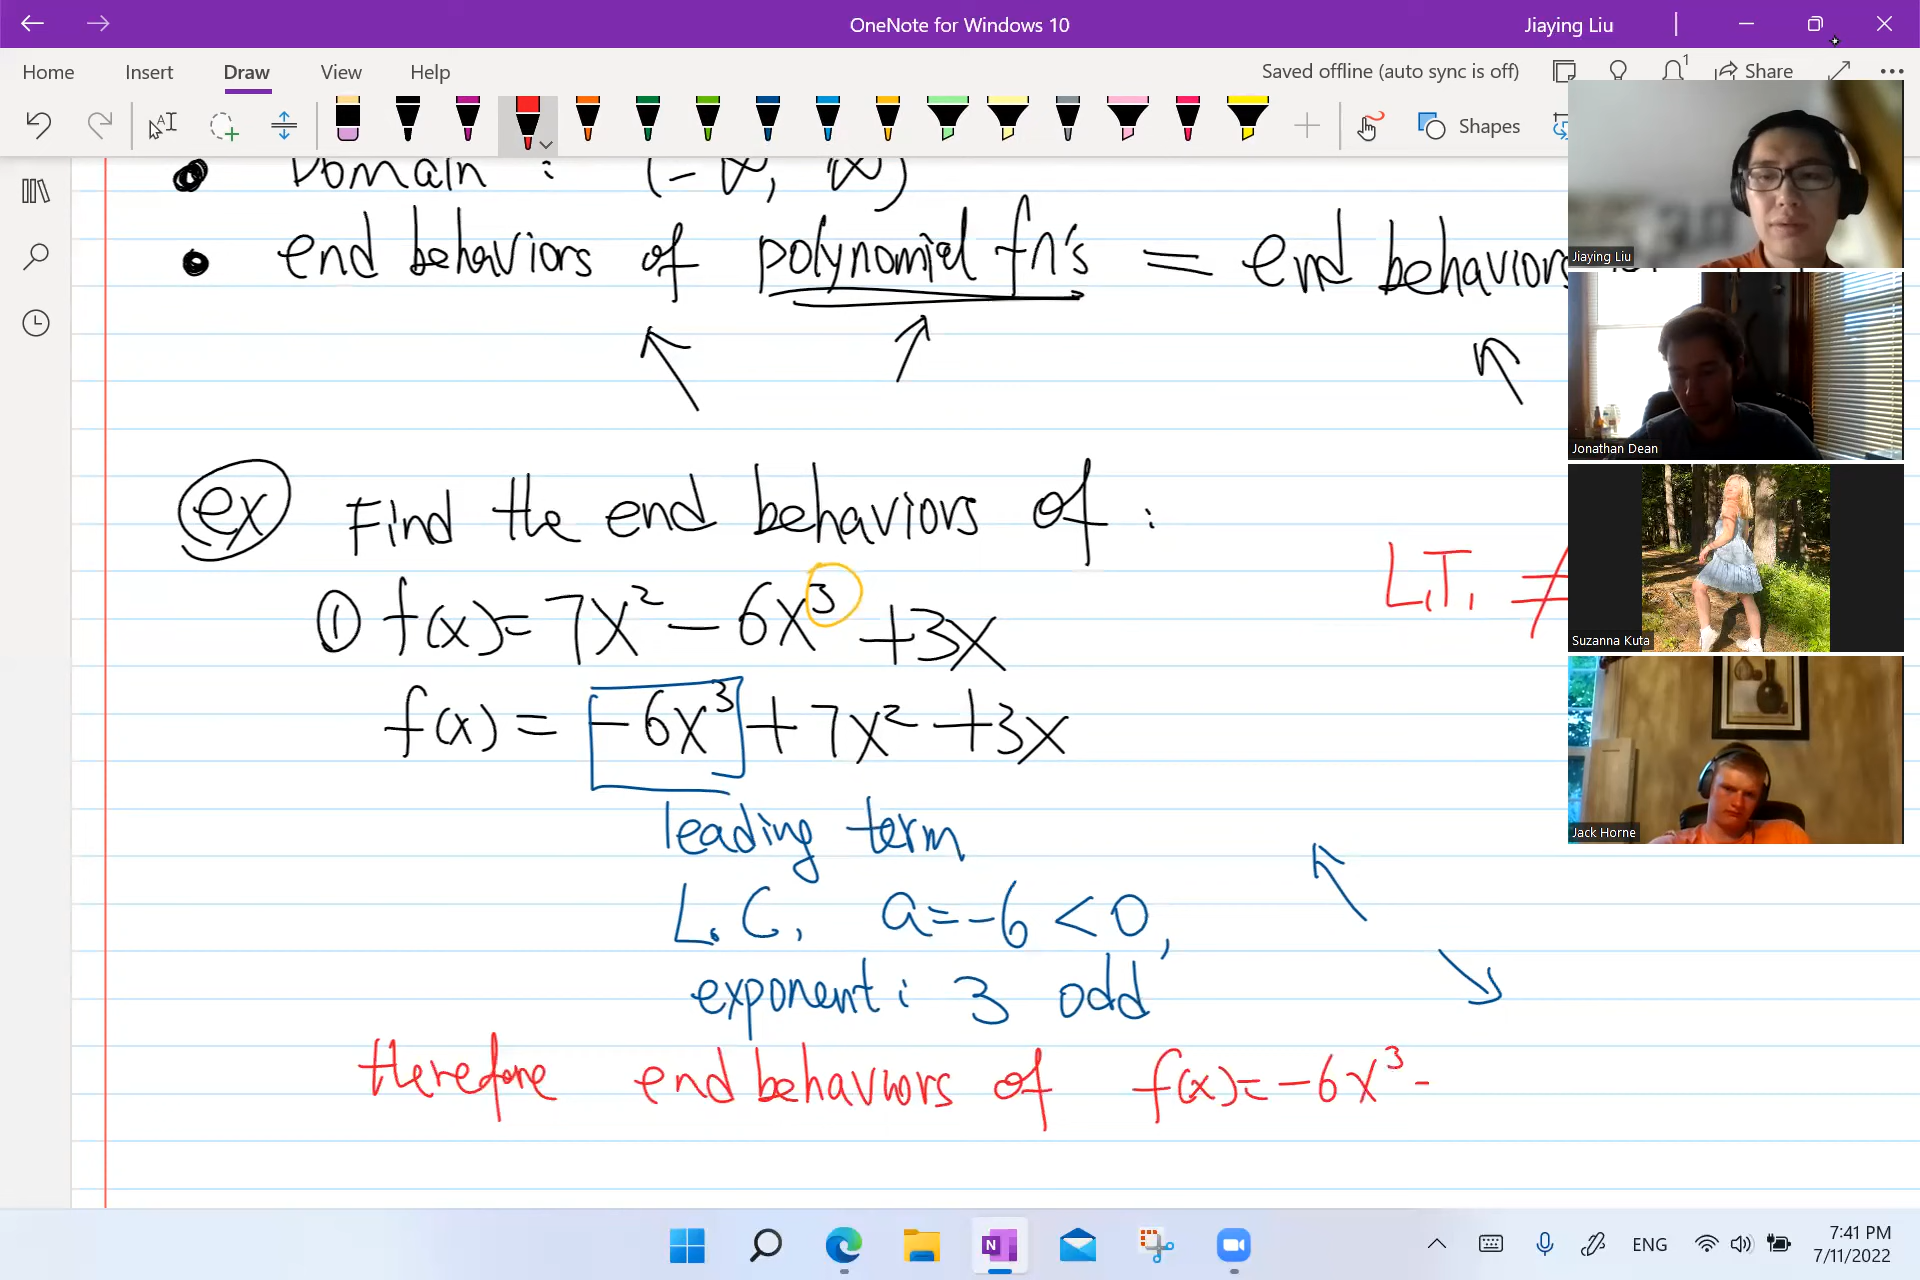 OneNote for Windows 10
Jiaying Liu
Home Insert Draw View Help
Saved offline (auto sync is off)
1
Share
Shapes
• Domain : (-∞, ∞)
• end behaviors of polynomial fn's = end behaviors
ex Find the end behaviors of :
① f(x)= 7x² - 6x³ +3x
L.T. ≠
f(x) = -6x³ + 7x² +3x
leading term
L.C. a=-6 <0,
exponent: 3 odd
therefore end behaviors of f(x)= -6x³ -
Jiaying Liu
Jonathan Dean
Suzanna Kuta
Jack Horne
ENG
7:41 PM
7/11/2022